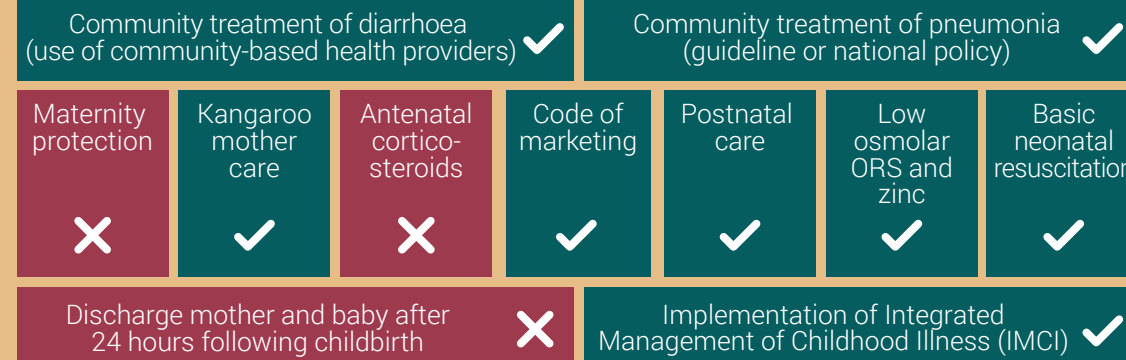 Community treatment of diarrhoea
(use of community-based health providers)
Community treatment of pneumonia
(guideline or national policy)
Maternity
protection
Kangaroo
mother
care
Antenatal
cortico-
steroids
Code of
marketing
Postnatal
care
Low
osmolar
ORS and
zinc
Basic
neonatal
resuscitation
Discharge mother and baby after
24 hours following childbirth
Implementation of Integrated
Management of Childhood Illness (IMCI)